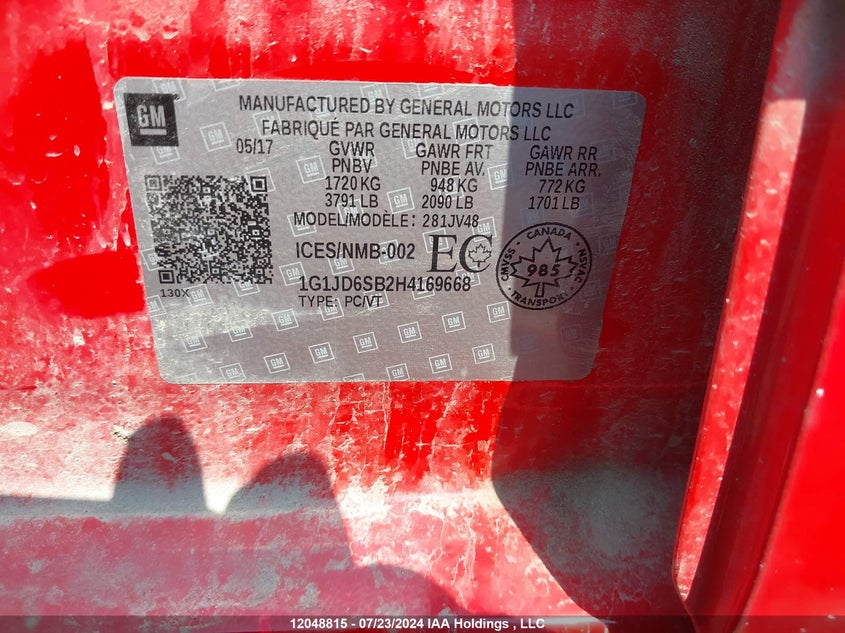 GM
MANUFACTURED BY GENERAL MOTORS LLC
FABRIQUÉ PAR GENERAL MOTORS LLC
05/17 GVWR GAWR FRT GAWR RR
PNBV PNBE AV. PNBE ARR.
1720 KG 948 KG 772 KG
3791 LB 2090 LB 1701 LB
MODEL/MODÈLE: 281JV48
ICES/NMB-002 EC
CANADA
CMVSS 985 NSVAC
TRANSPORT
130X
1G1JD6SB2H4169668
TYPE: PC/VT
12048815 - 07/23/2024 IAA Holdings , LLC